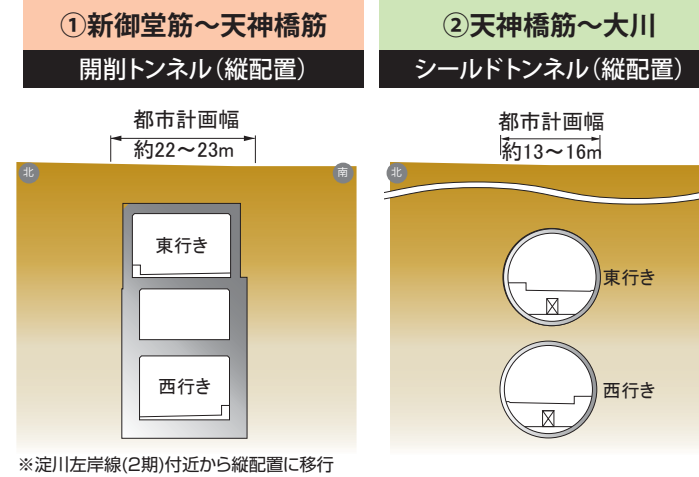 ①新御堂筋～天神橋筋
開削トンネル（縦配置）
都市計画幅
約22～23m
北
南
東行き
西行き
※淀川左岸線(2期)付近から縦配置に移行
②天神橋筋～大川
シールドトンネル（縦配置）
都市計画幅
約13～16m
北
東行き
西行き